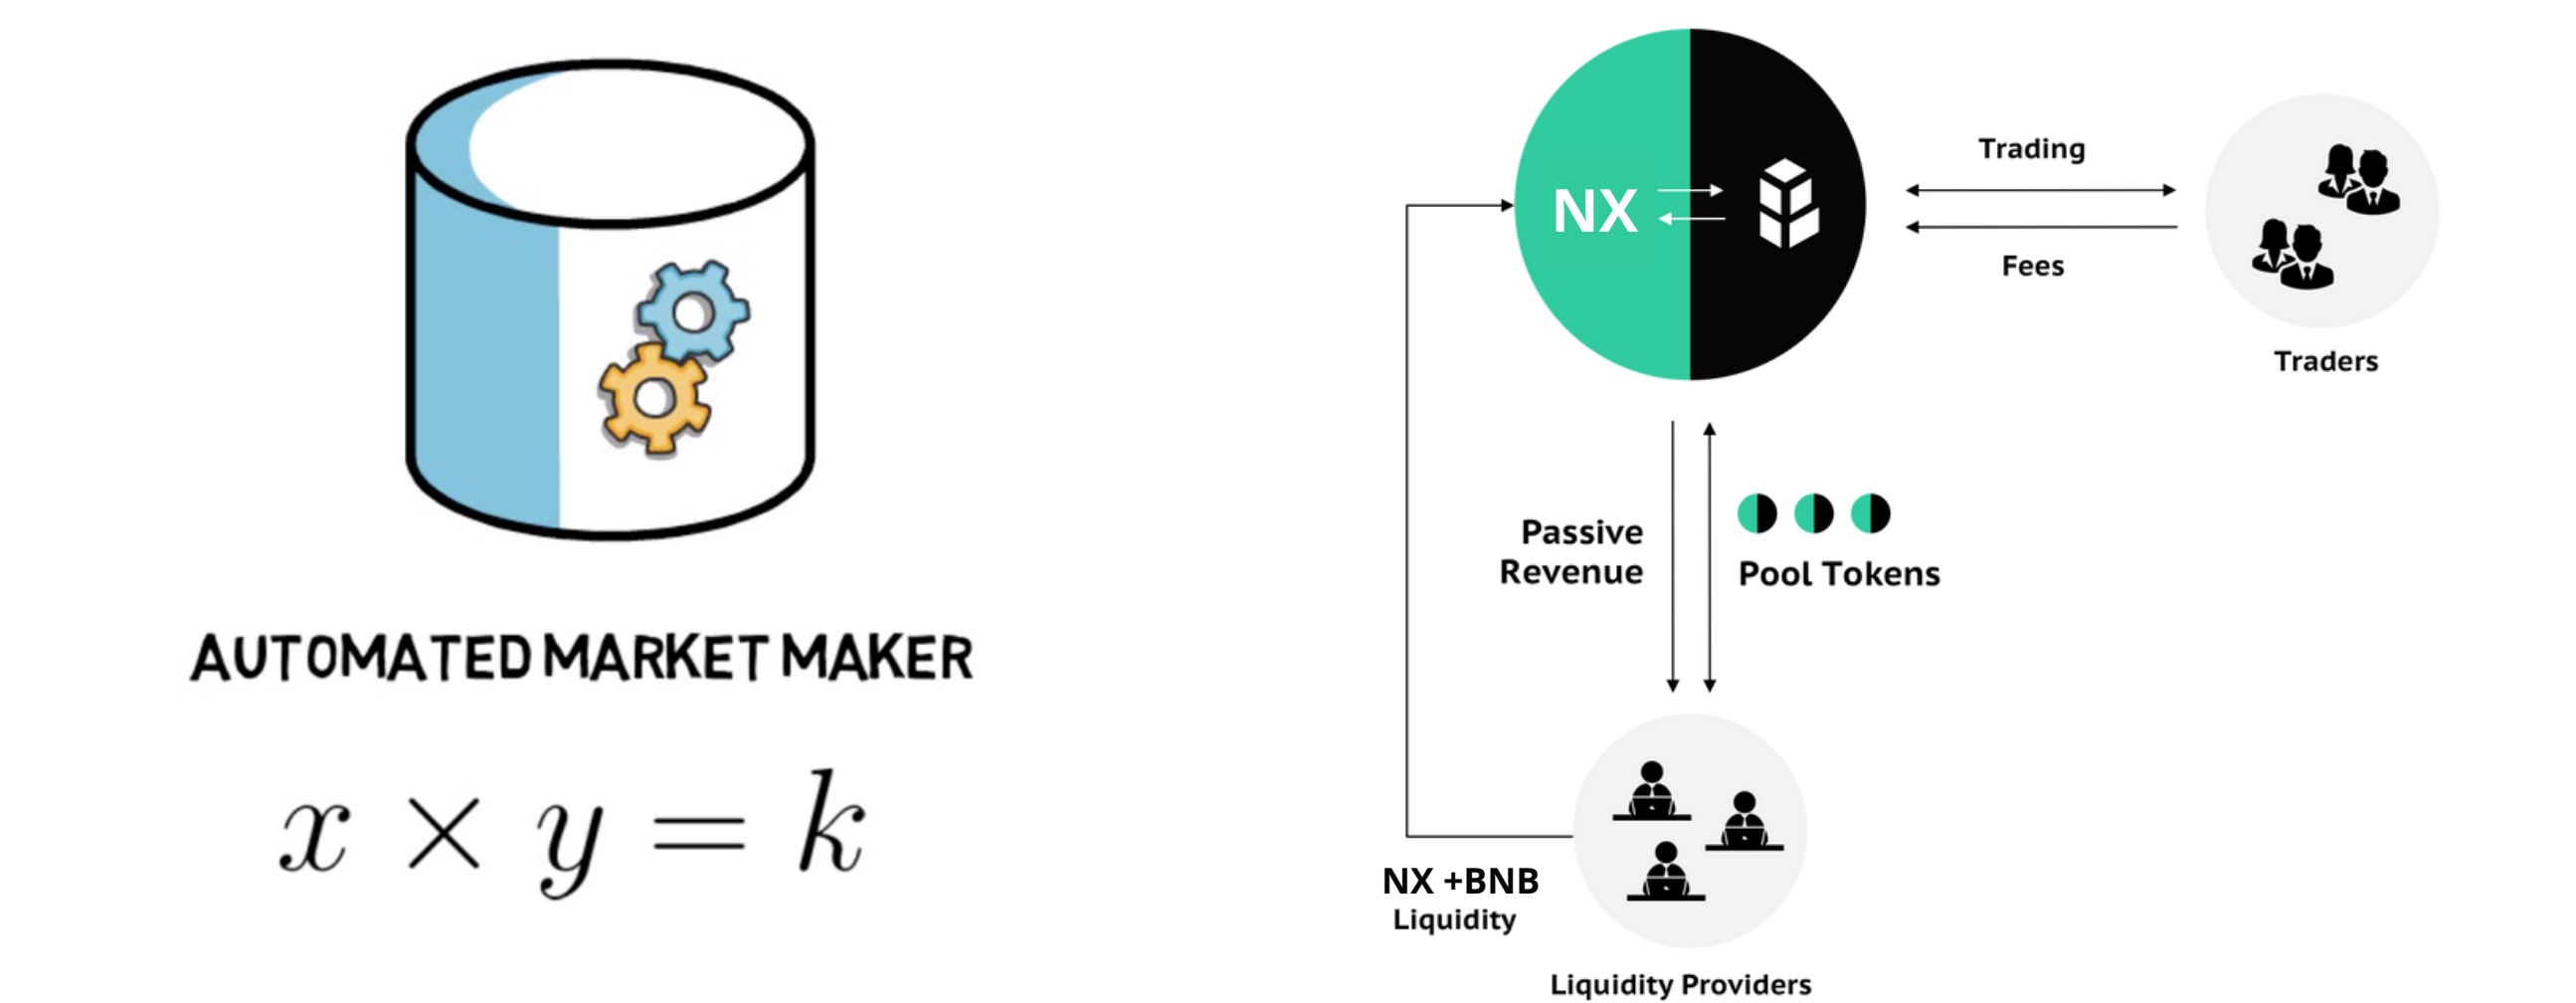 AUTOMATED MARKET MAKER
x × y = k
NX
Trading
Fees
Traders
Passive
Revenue
Pool Tokens
NX +BNB
Liquidity
Liquidity Providers